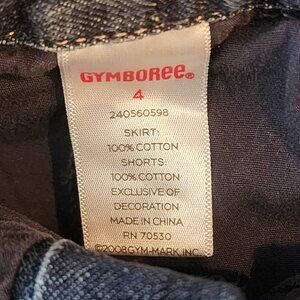 GYMBOREE®
4
240560598
SKIRT:
100% COTTON
SHORTS:
100% COTTON
EXCLUSIVE OF
DECORATION
MADE IN CHINA
RN 70530
©2008GYM-MARK, INC.